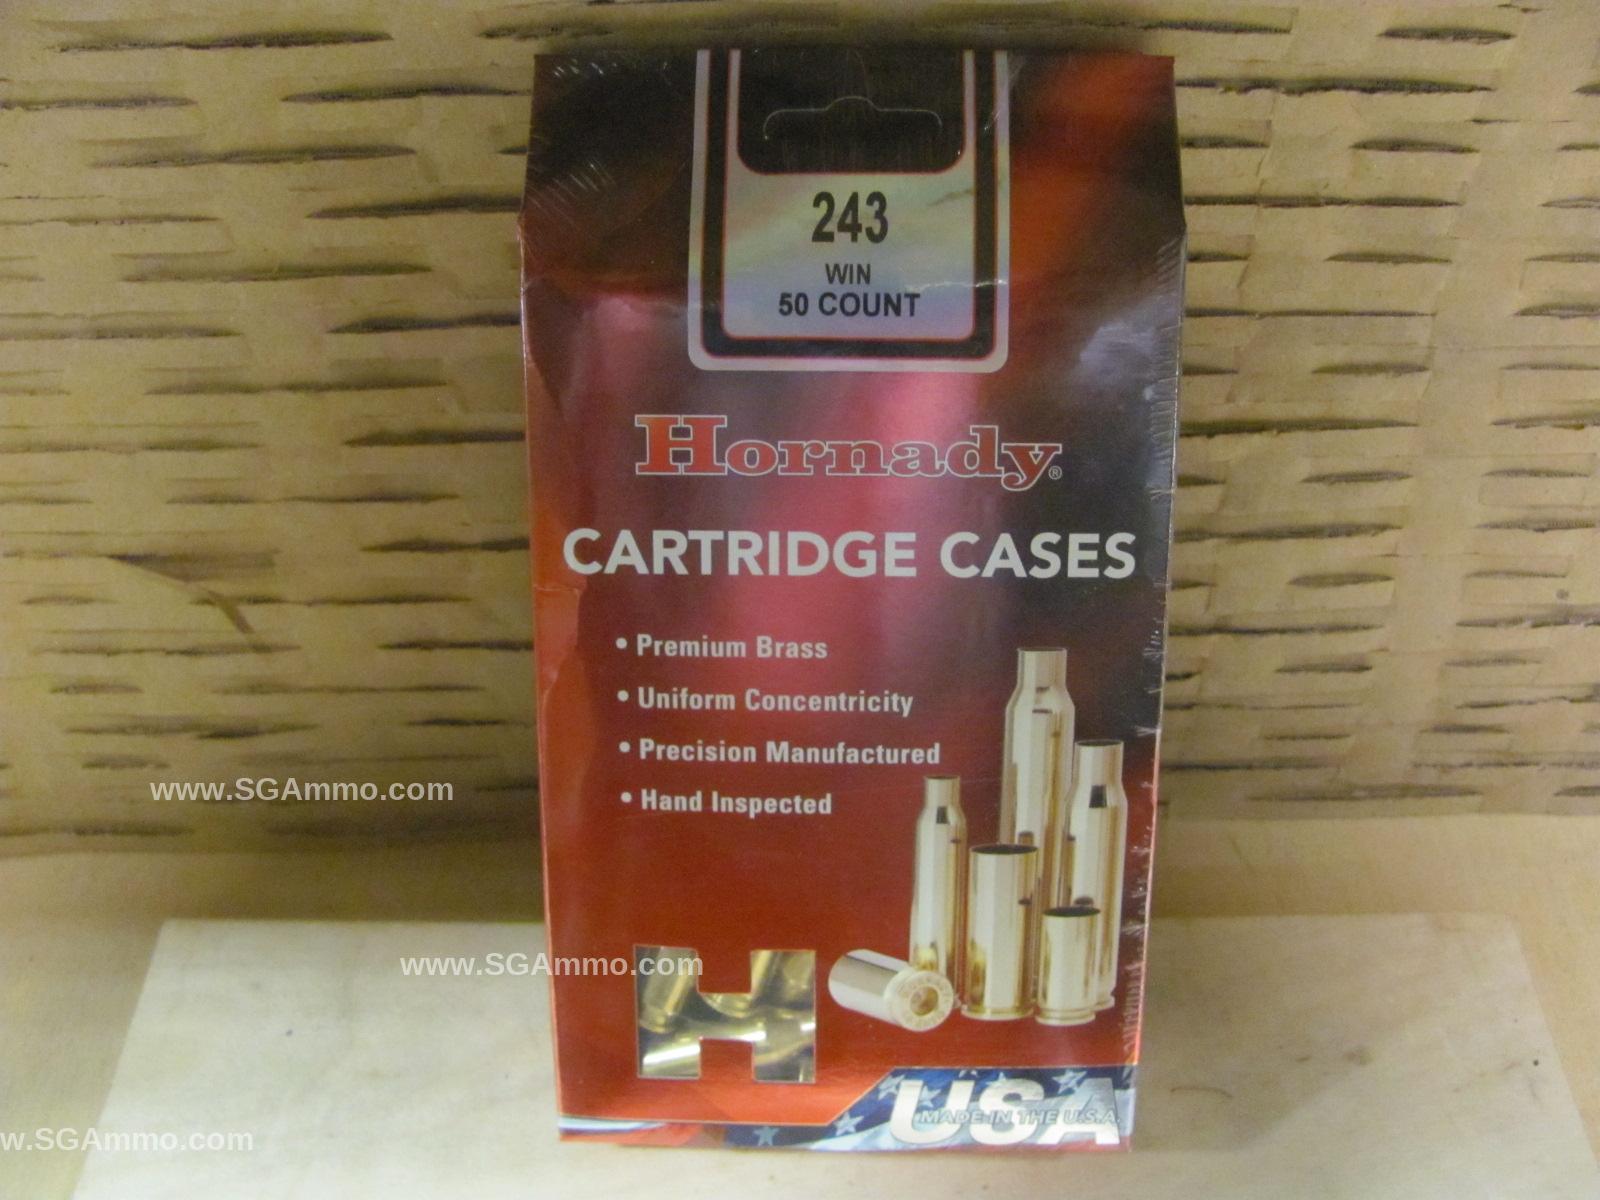 243
WIN
50 COUNT
Hornady®
CARTRIDGE CASES
• Premium Brass
• Uniform Concentricity
• Precision Manufactured
• Hand Inspected
www.SGAmmo.com
www.SGAmmo.com
USA
MADE IN THE U.S.A.
w.SGAmmo.com